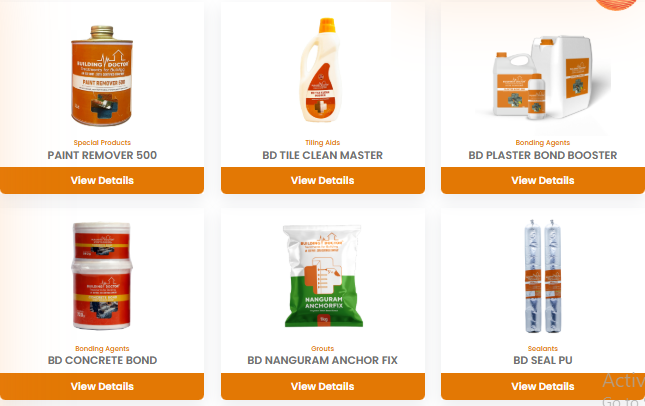 BUILDING DOCTOR
PAINT REMOVER 500
Special Products
PAINT REMOVER 500
View Details
Tiling Aids
BD TILE CLEAN MASTER
View Details
Bonding Agents
BD PLASTER BOND BOOSTER
View Details
BUILDING DOCTOR
Bonding Agents
BD CONCRETE BOND
View Details
BUILDING DOCTOR
NANGURAM
ANCHORFIX
Grouts
BD NANGURAM ANCHOR FIX
View Details
Sealants
BD SEAL PU
View Details
Activ
Go to